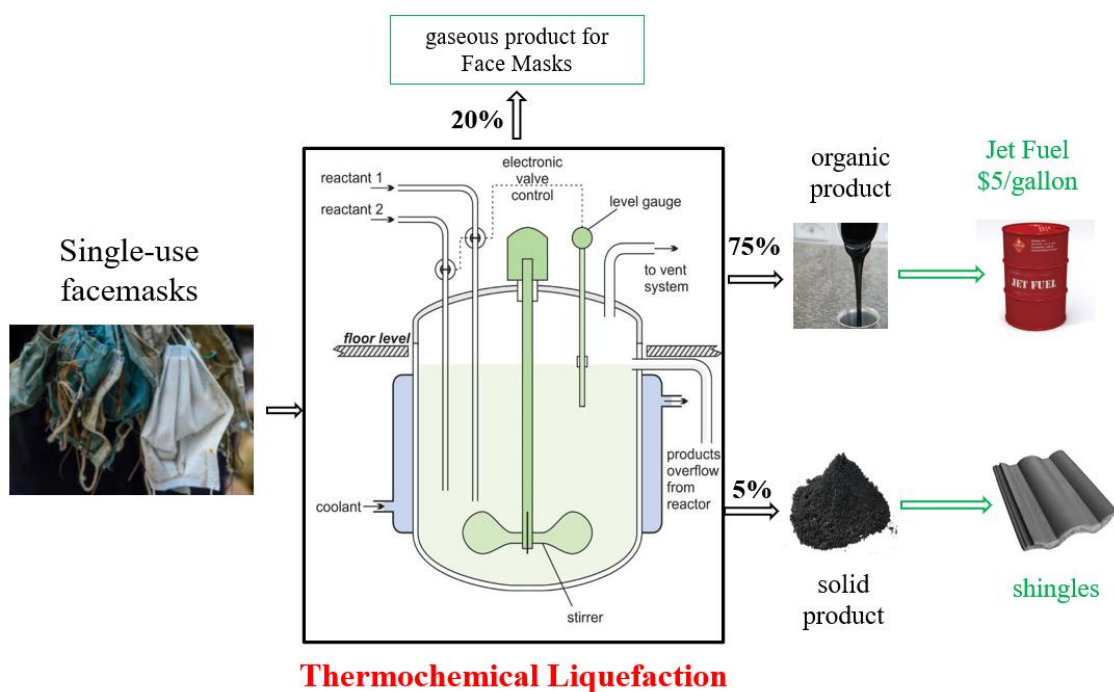 gaseous product for
Face Masks
20%
reactant 1
reactant 2
electronic
valve
control
level gauge
to vent
system
floor level
coolant
products
overflow
from
reactor
stirrer
Single-use
facemasks
75%
organic
product
Jet Fuel
$5/gallon
JET FUEL
5%
solid
product
shingles
Thermochemical Liquefaction